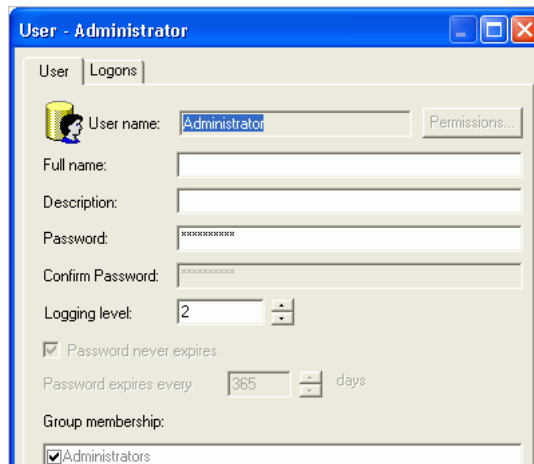 User - Administrator
User Logons
User name: Administrator Permissions...
Full name:
Description:
Password: **********
Confirm Password: **********
Logging level: 2
Password never expires
Password expires every 365 days
Group membership:
Administrators